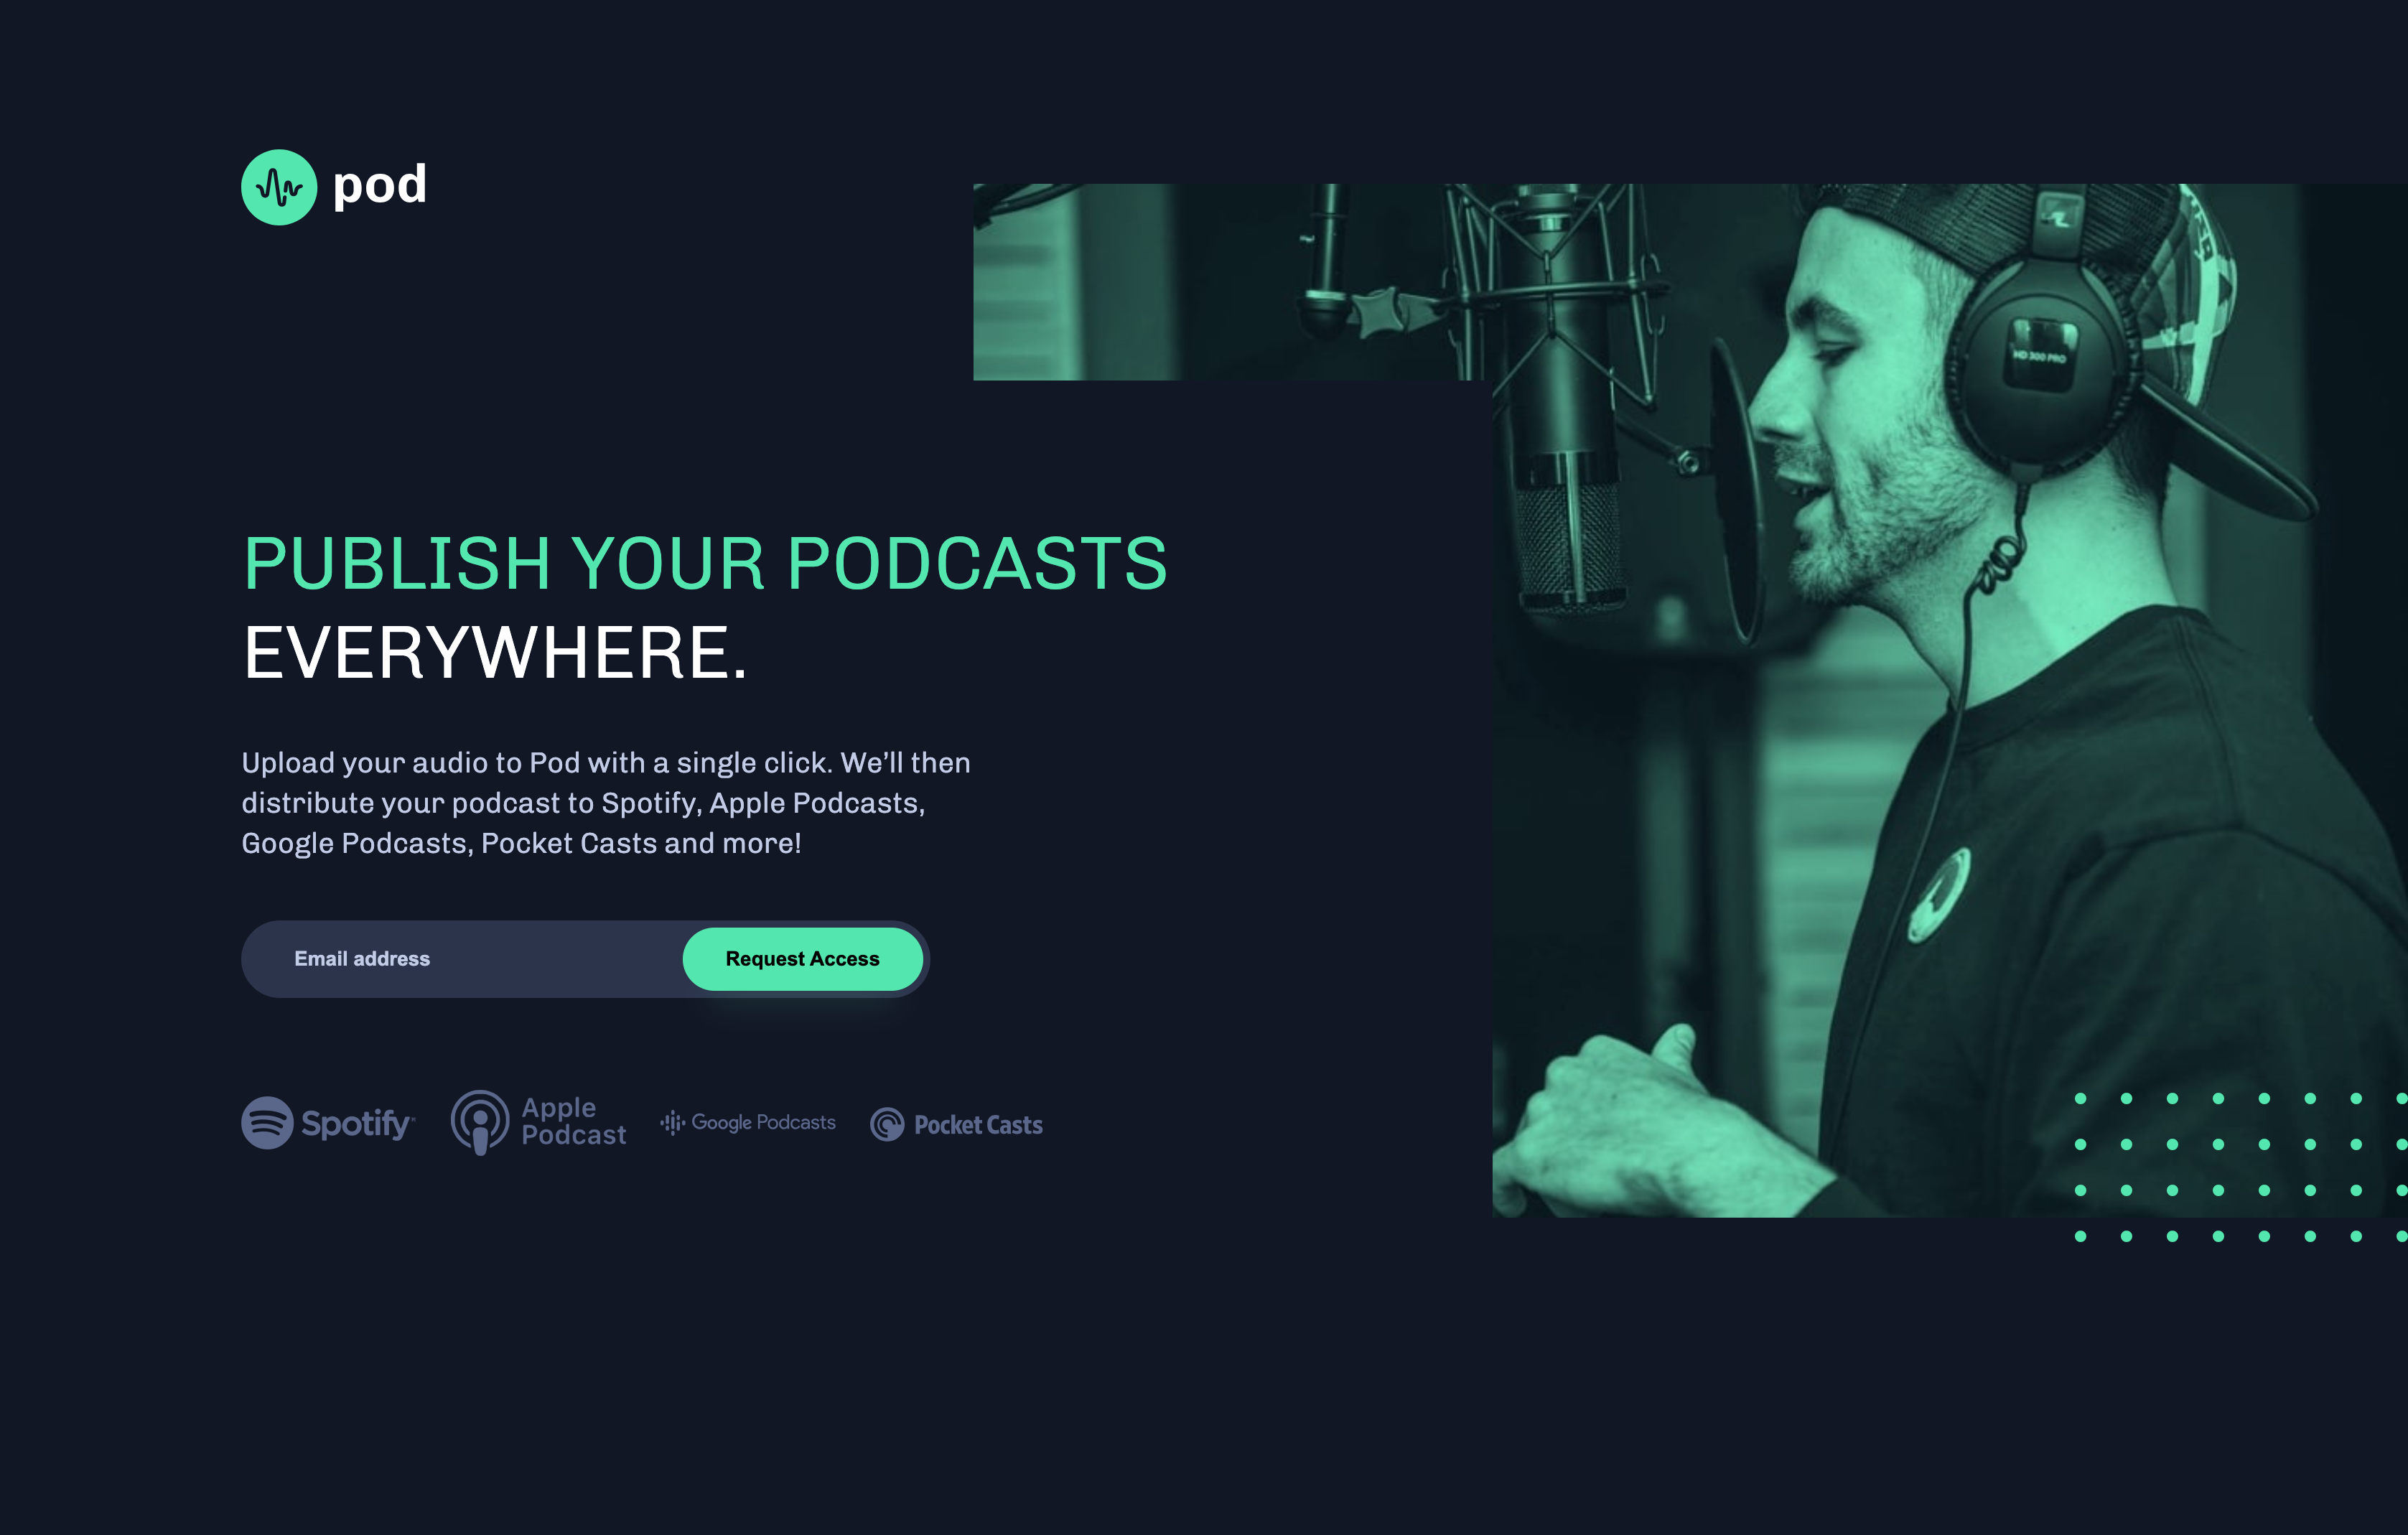 pod
HD 300 PRO
PUBLISH YOUR PODCASTS
EVERYWHERE.
Upload your audio to Pod with a single click. We’ll then
distribute your podcast to Spotify, Apple Podcasts,
Google Podcasts, Pocket Casts and more!
Email address
Request Access
Spotify
Apple
Podcast
Google Podcasts
Pocket Casts